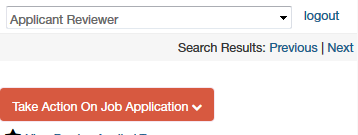 Applicant Reviewer logout
Search Results: Previous | Next
Take Action On Job Application